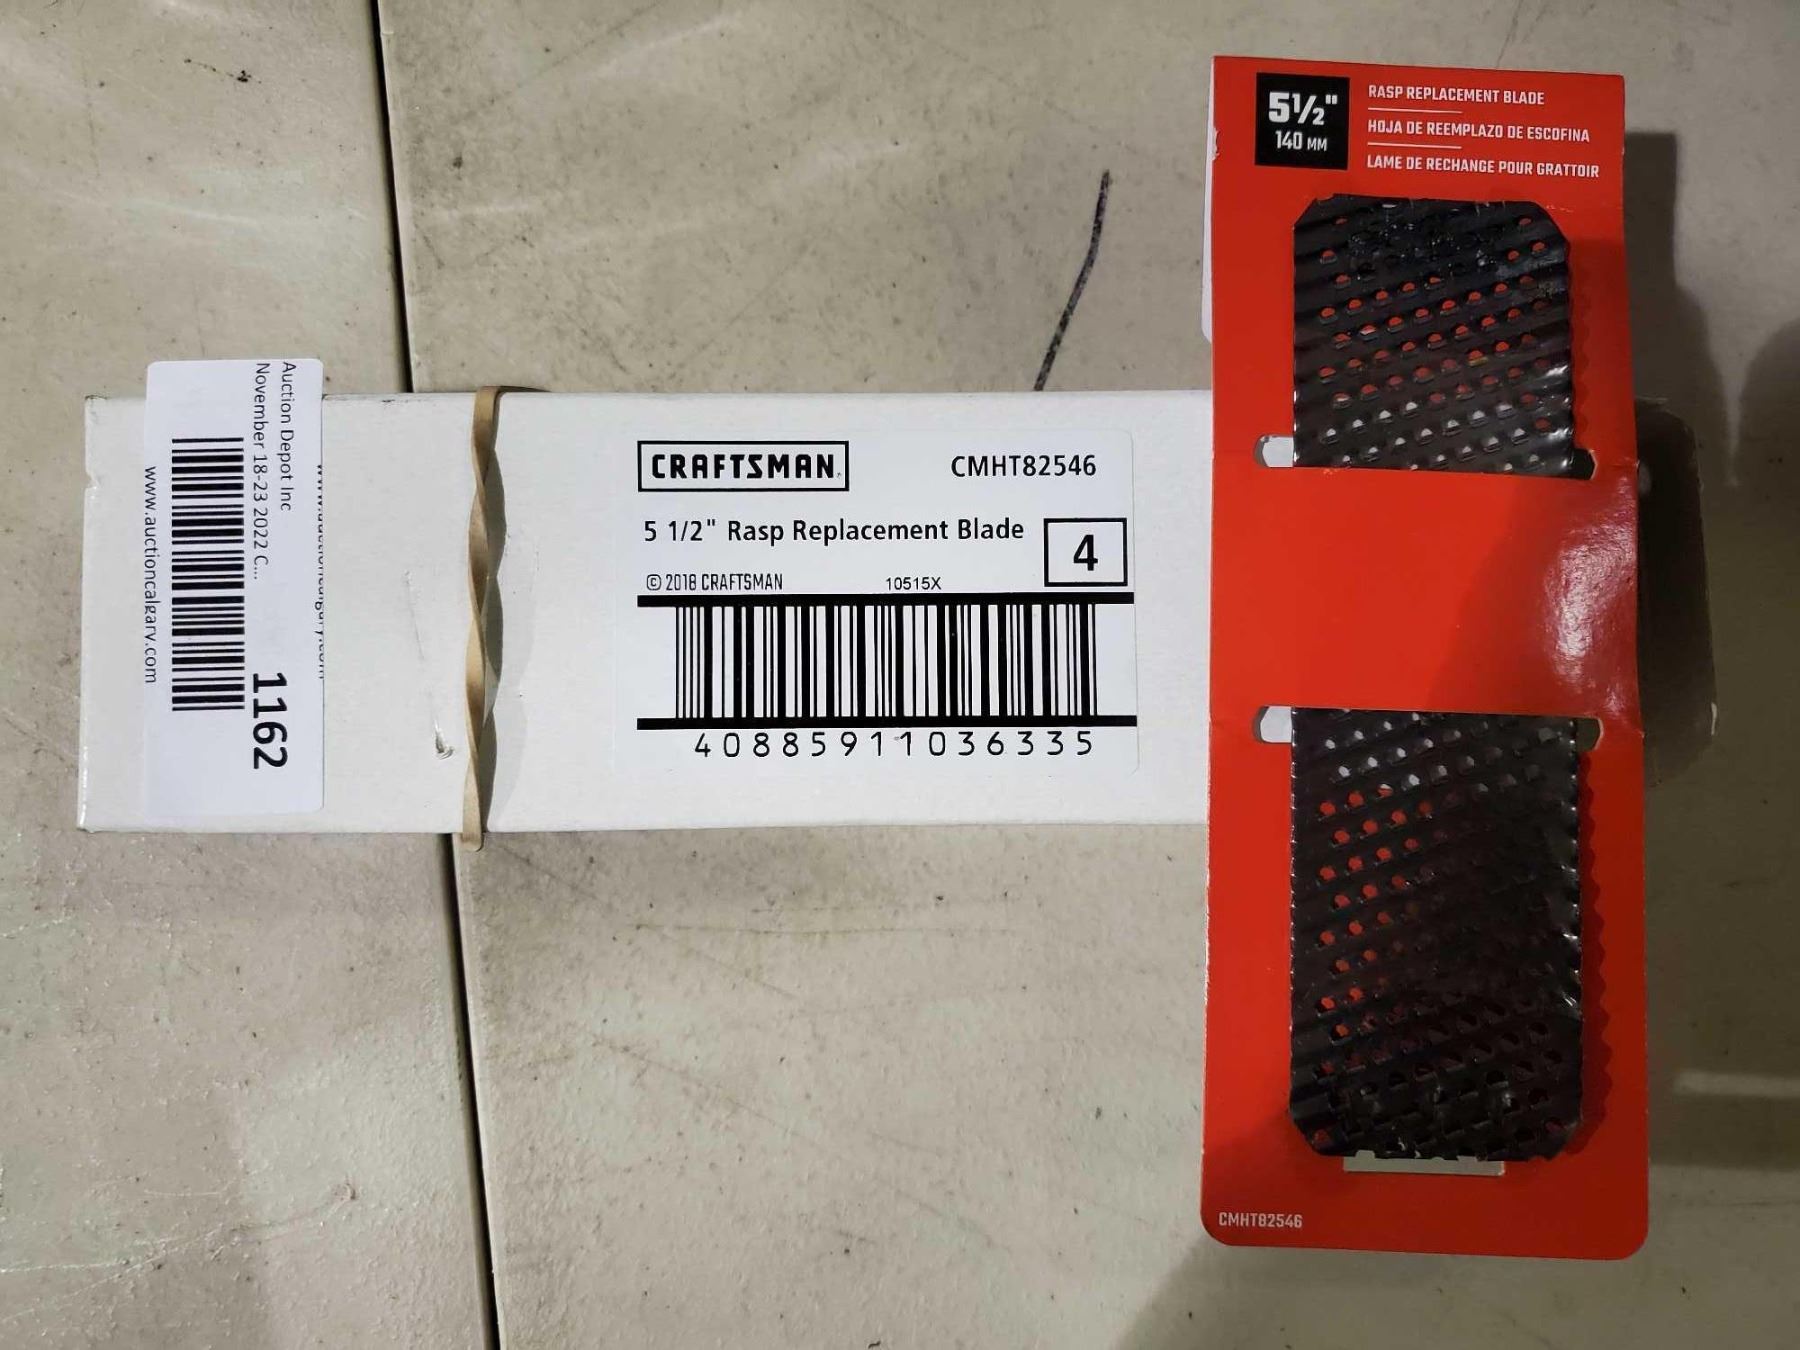 Auction Depot Inc
November 18-23 2022 C...
1162
www.auctioncalgary.com
CRAFTSMAN
CMHT82546
5 1/2" Rasp Replacement Blade
4
© 2018 CRAFTSMAN
10515X
40885911036335
5½"
140 MM
RASP REPLACEMENT BLADE
HOJA DE REEMPLAZO DE ESCOFINA
LAME DE RECHANGE POUR GRATTOIR
CMHT82546